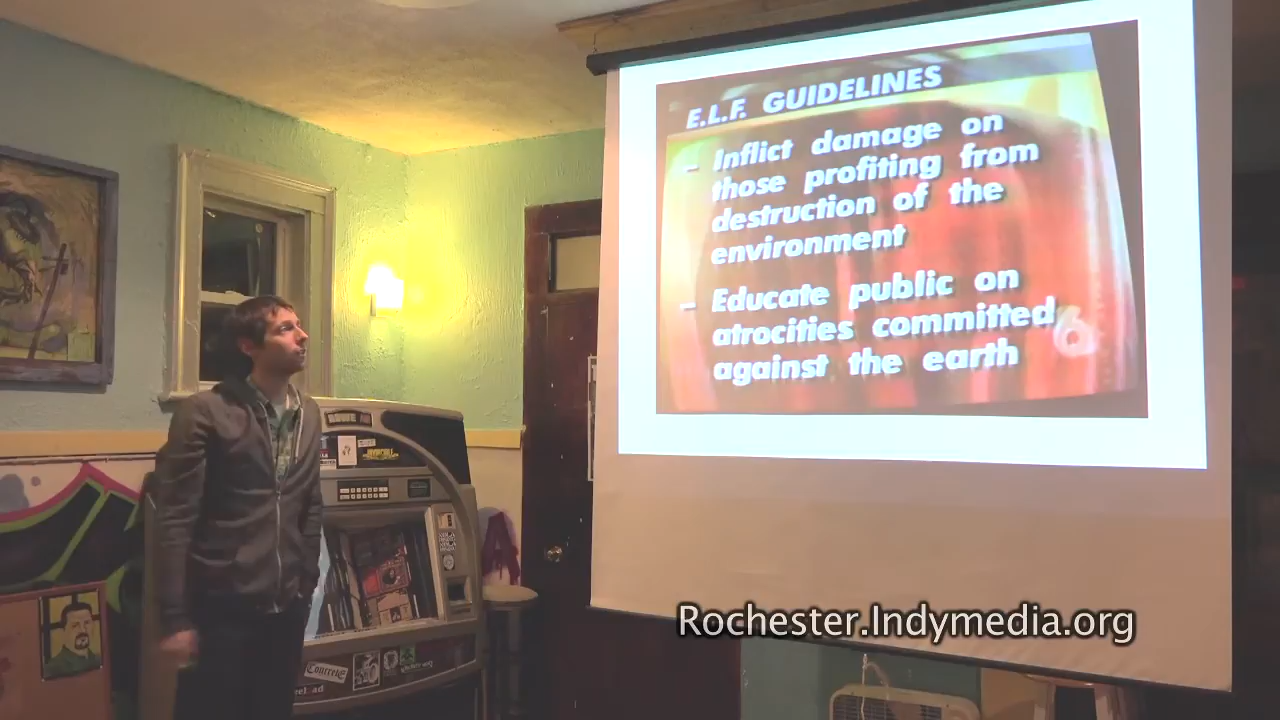 E.L.F. GUIDELINES
- Inflict damage on
those profiting from
destruction of the
environment
- Educate public on
atrocities committed
against the earth
6
Rochester.Indymedia.org
Concrete